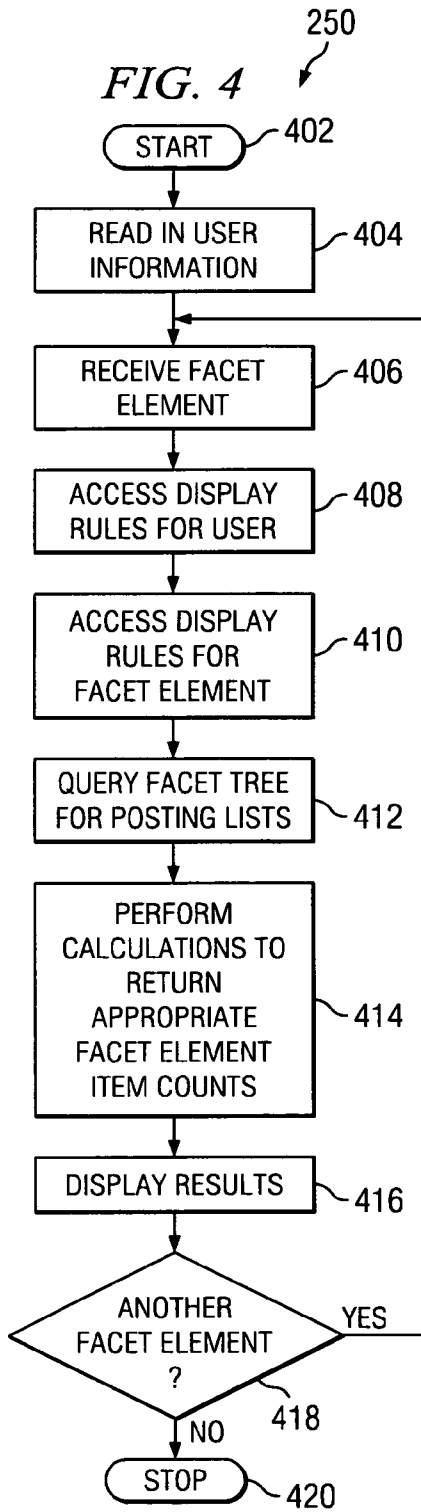 250
FIG. 4
START
402
READ IN USER
INFORMATION
404
RECEIVE FACET
ELEMENT
406
ACCESS DISPLAY
RULES FOR USER
408
ACCESS DISPLAY
RULES FOR
FACET ELEMENT
410
QUERY FACET TREE
FOR POSTING LISTS
412
PERFORM
CALCULATIONS TO
RETURN
APPROPRIATE
FACET ELEMENT
ITEM COUNTS
414
DISPLAY RESULTS
416
ANOTHER
FACET ELEMENT
?
YES
418
NO
STOP
420